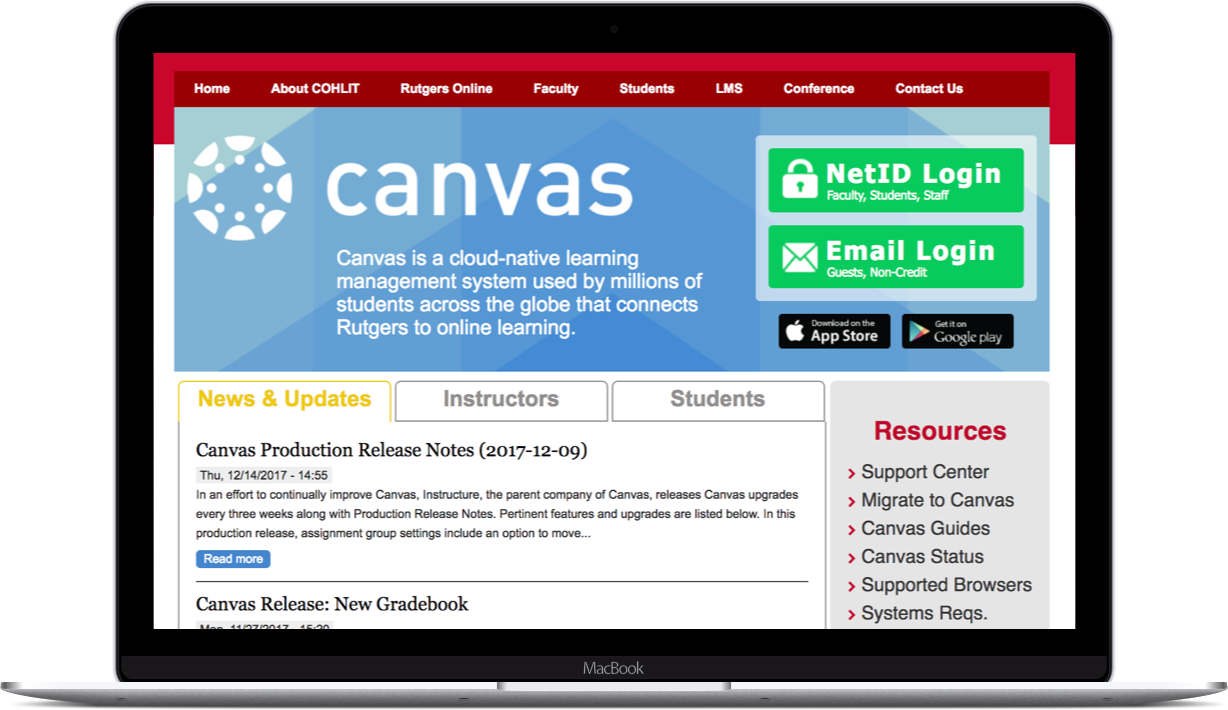 Home About COHLIT Rutgers Online Faculty Students LMS Conference Contact Us
canvas
Canvas is a cloud-native learning
management system used by millions of
students across the globe that connects
Rutgers to online learning.
NetID Login
Faculty, Students, Staff
Email Login
Guests, Non-Credit
Download on the
App Store
Get it on
Google play
News & Updates
Instructors
Students
Canvas Production Release Notes (2017-12-09)
Thu, 12/14/2017 - 14:55
In an effort to continually improve Canvas, Instructure, the parent company of Canvas, releases Canvas upgrades
every three weeks along with Production Release Notes. Pertinent features and upgrades are listed below. In this
production release, assignment group settings include an option to move...
Read more
Canvas Release: New Gradebook
Mon, 11/27/2017 - 15:20
Resources
Support Center
Migrate to Canvas
Canvas Guides
Canvas Status
Supported Browsers
Systems Reqs.
MacBook